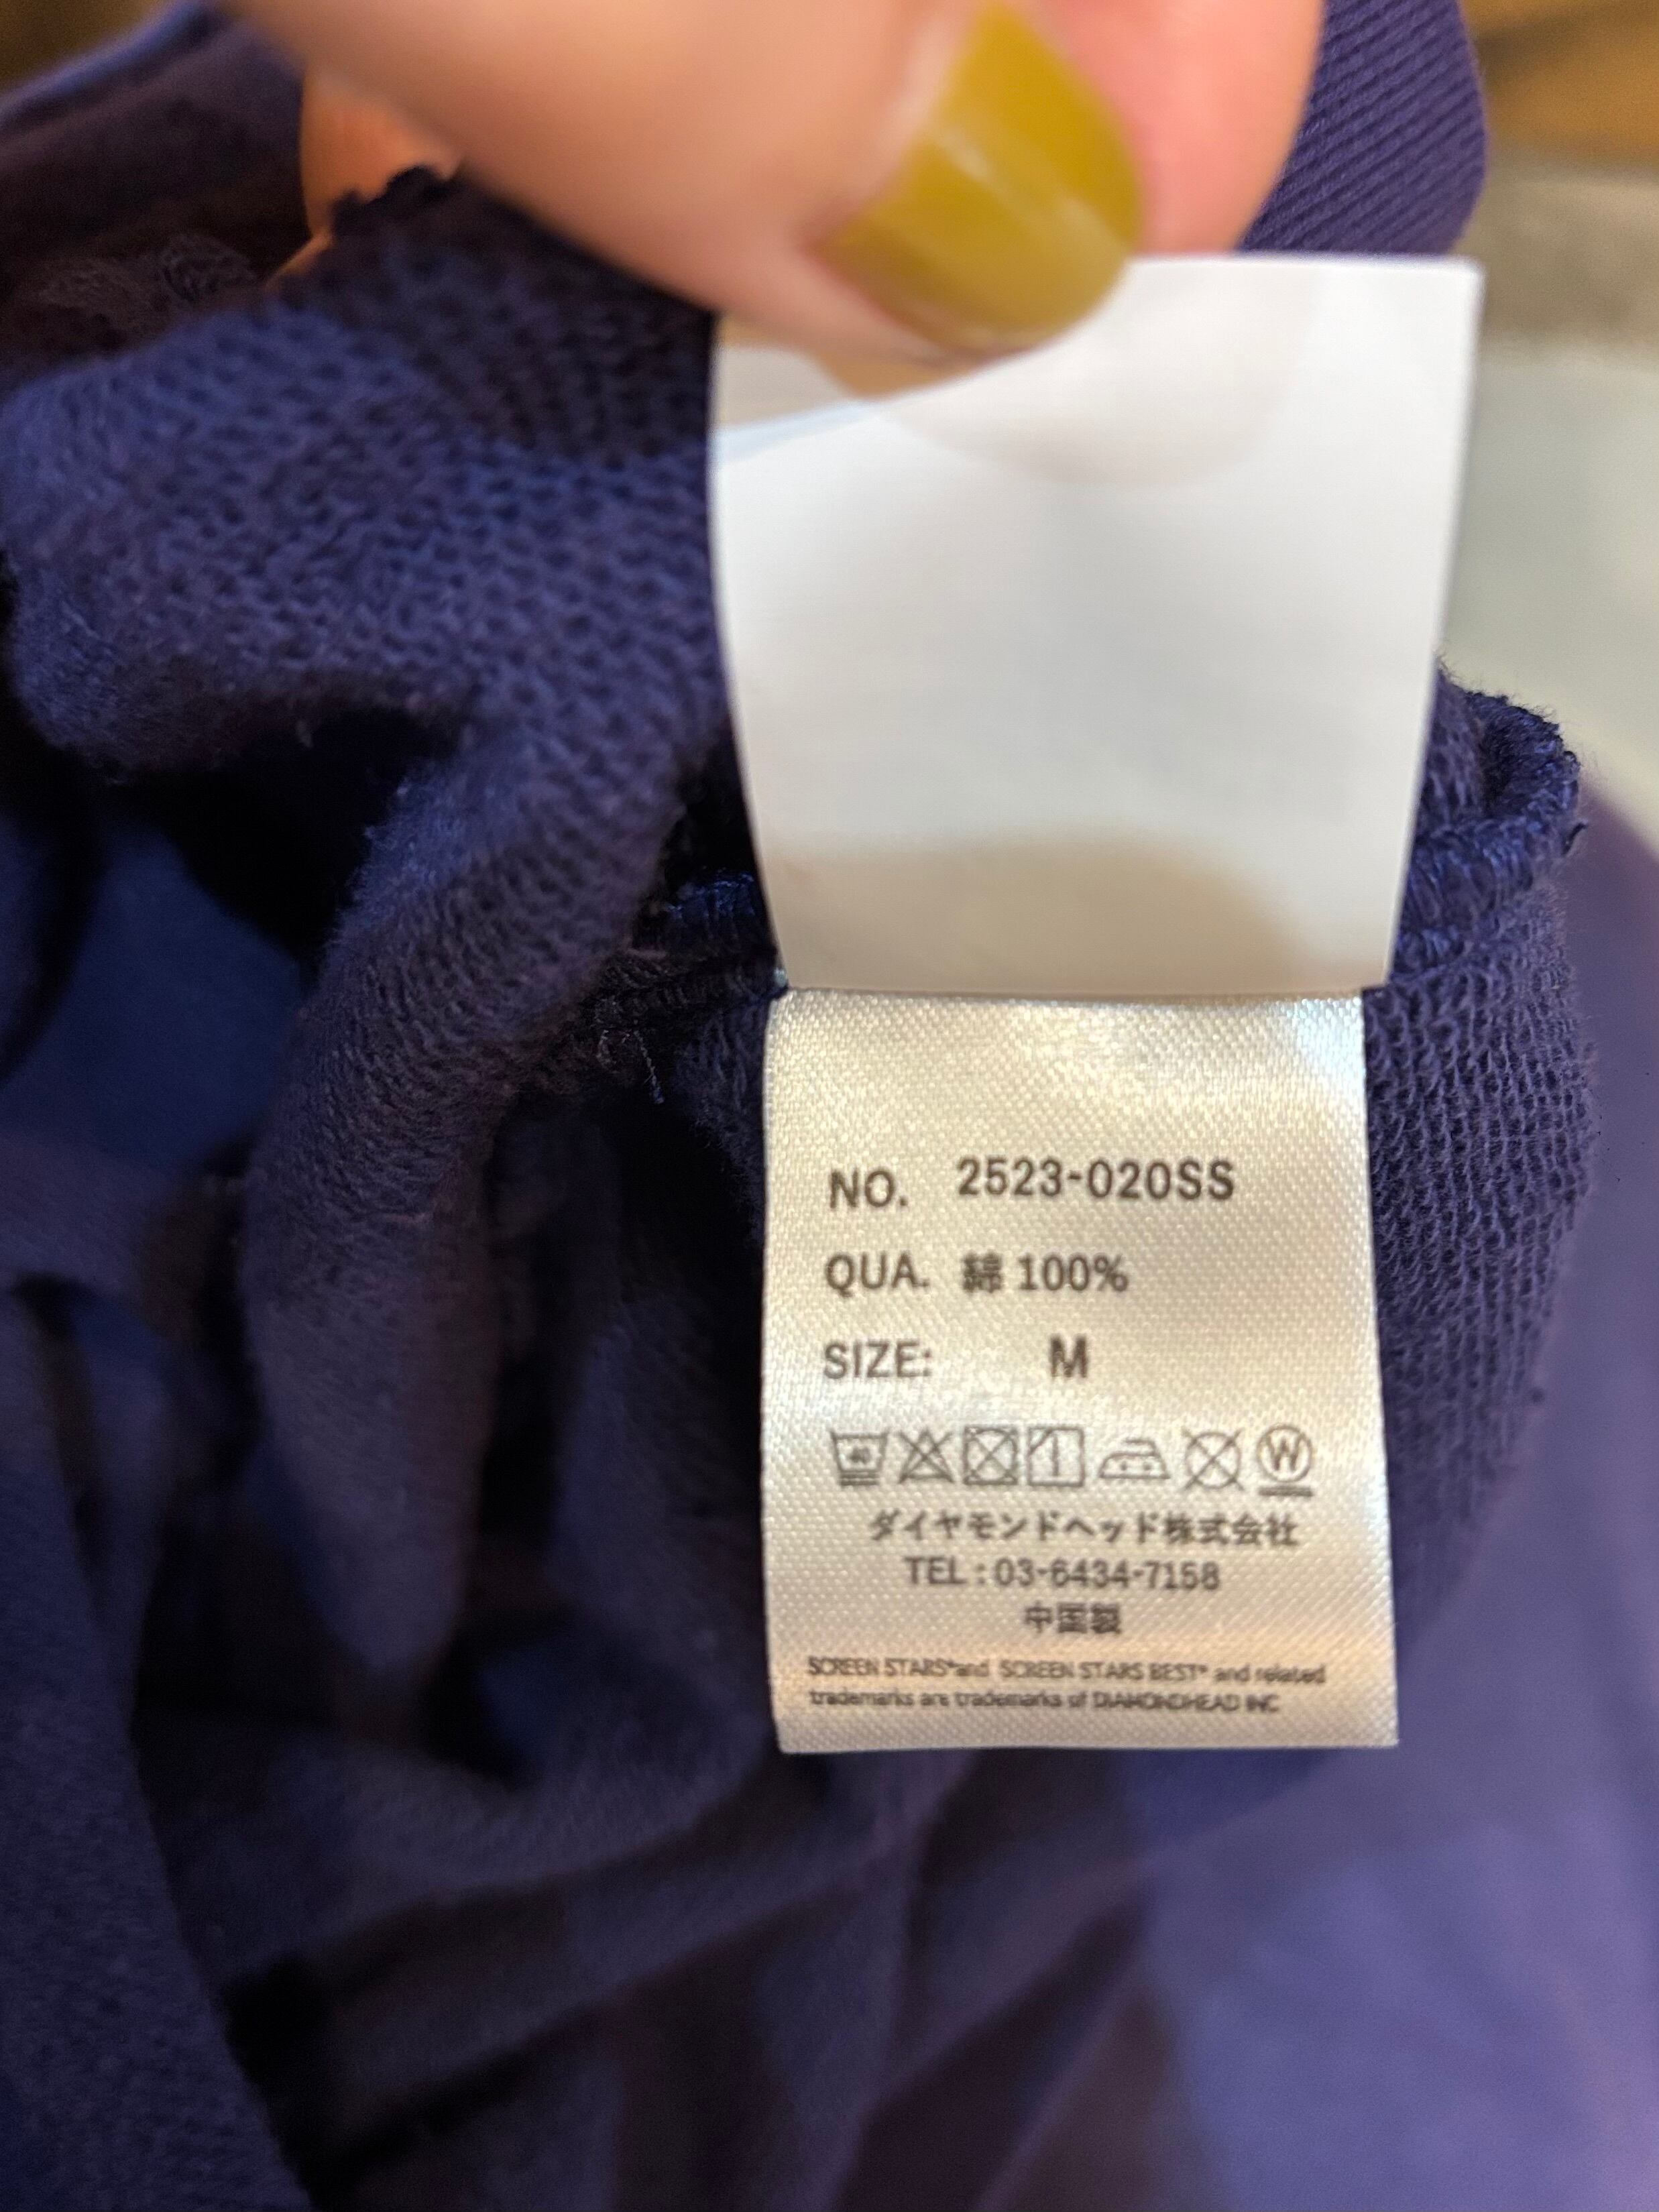 NO. 2523-020SS
QUA. 綿 100%
SIZE: M
40 W
ダイヤモンドヘッド株式会社
TEL : 03-6434-7158
中国製
SCREEN STARS®and SCREEN STARS BEST® and related
trademarks are trademarks of DIAMONDHEAD INC